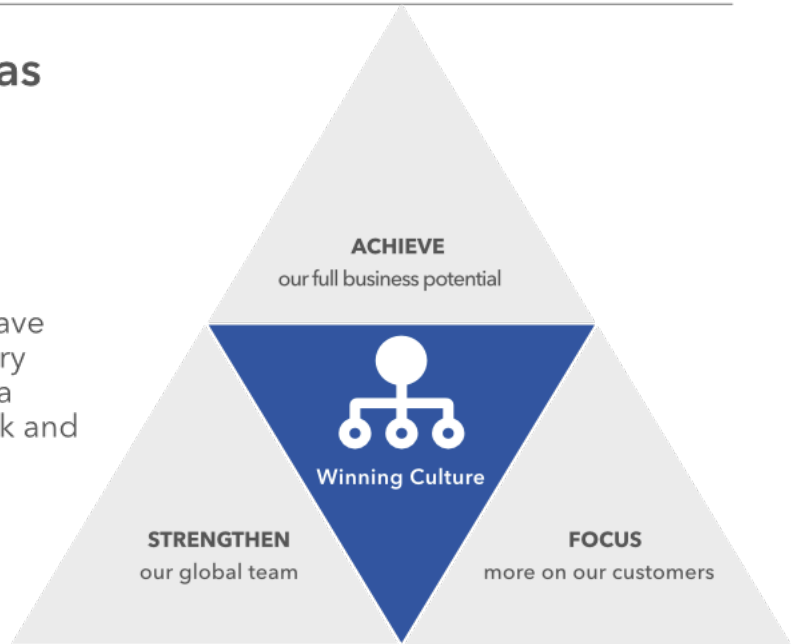 as
ACHIEVE
our full business potential
ave
ry
a
k and
Winning Culture
STRENGTHEN
our global team
FOCUS
more on our customers